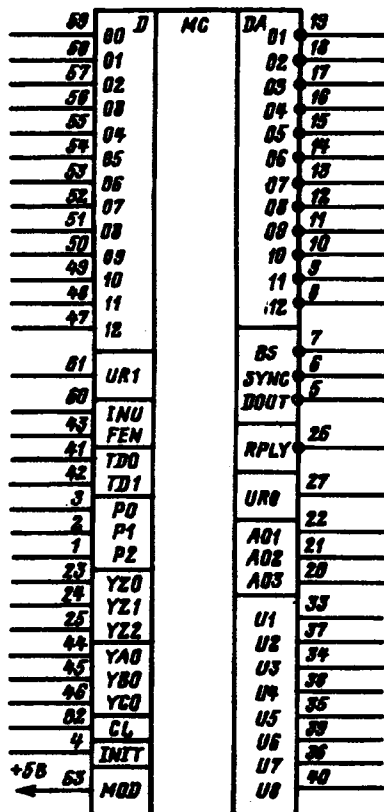 D
59 00
58 01
57 02
56 03
55 04
54 05
53 06
52 07
51 08
50 09
49 10
48 11
47 12
61 UR1
60 INU
43 FEN
41 TD0
42 TD1
3 P0
2 P1
1 P2
23 YZ0
24 YZ1
25 YZ2
44 YA0
45 YB0
46 YC0
62 CL
4 INIT
+5В 63 MOD
MC
DA
01 19
02 18
03 17
04 16
05 15
06 14
07 13
08 12
09 11
10 10
11 9
12 8
BS 7
SYNC 6
DOUT 5
RPLY 26
UR0 27
A01 22
A02 21
A03 20
U1 33
U2 37
U3 34
U4 38
U5 35
U6 39
U7 36
U8 40